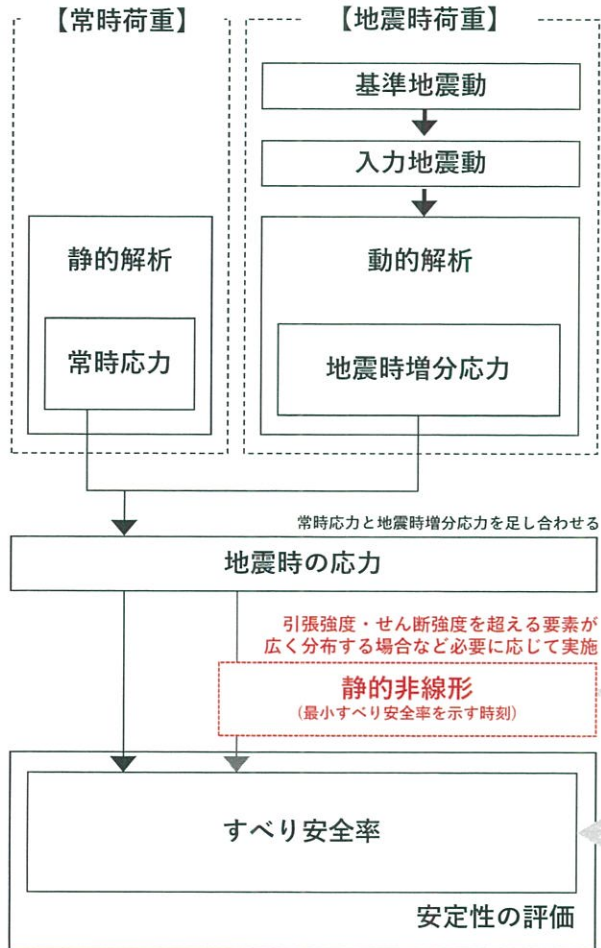 【常時荷重】
【地震時荷重】
基準地震動
入力地震動
静的解析
動的解析
常時応力
地震時増分応力
常時応力と地震時増分応力を足し合わせる
地震時の応力
引張強度・せん断強度を超える要素が
広く分布する場合など必要に応じて実施
静的非線形
(最小すべり安全率を示す時刻)
すべり安全率
安定性の評価